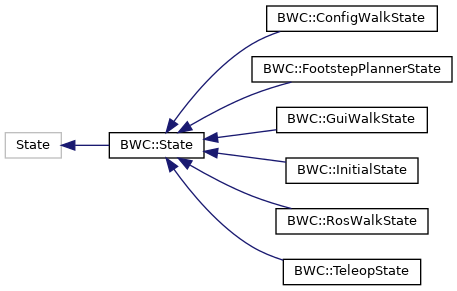 BWC::ConfigWalkState
BWC::FootstepPlannerState
BWC::GuiWalkState
State
BWC::State
BWC::InitialState
BWC::RosWalkState
BWC::TeleopState